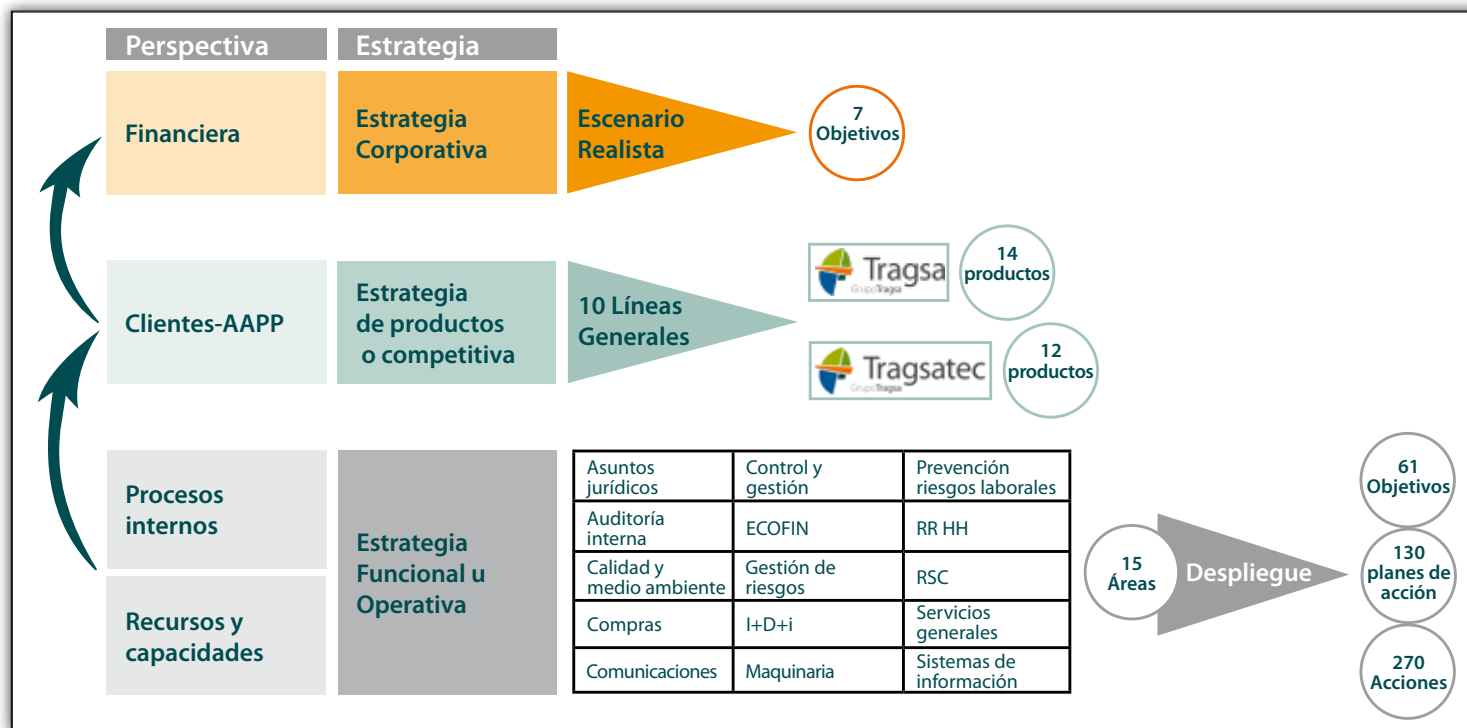 Perspectiva
Estrategia
Financiera
Estrategia
Corporativa
Escenario
Realista
7
Objetivos
Clientes-AAPP
Estrategia
de productos
o competitiva
10 Líneas
Generales
Tragsa
GrupoTragsa
14
productos
Tragsatec
GrupoTragsa
12
productos
Procesos
internos
Recursos y
capacidades
Estrategia
Funcional u
Operativa
Asuntos
jurídicos
Control y
gestión
Prevención
riesgos laborales
Auditoría
interna
ECOFIN
RR HH
Calidad y
medio ambiente
Gestión de
riesgos
RSC
Compras
I+D+i
Servicios
generales
Comunicaciones
Maquinaria
Sistemas de
información
15
Áreas
Despliegue
61
Objetivos
130
planes de
acción
270
Acciones